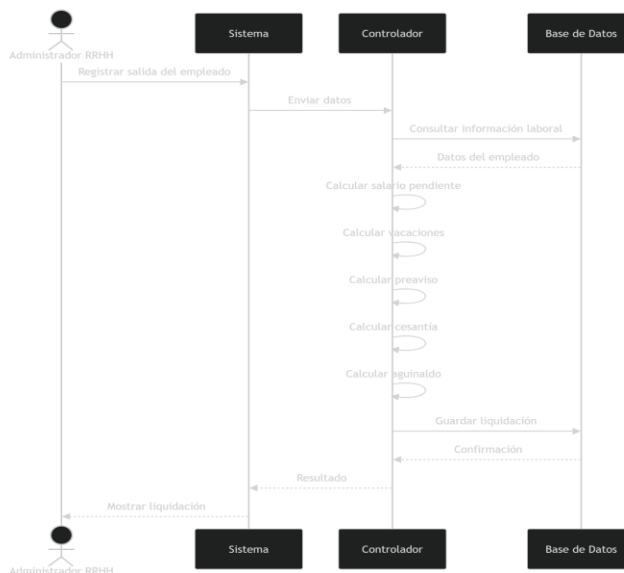 Administrador RRHH
Sistema
Controlador
Base de Datos
Registrar salida del empleado
Enviar datos
Consultar información laboral
Datos del empleado
Calcular salario pendiente
Calcular vacaciones
Calcular preaviso
Calcular cesantía
Calcular aguinaldo
Guardar liquidación
Confirmación
Resultado
Mostrar liquidación
Administrador RRHH
Sistema
Controlador
Base de Datos